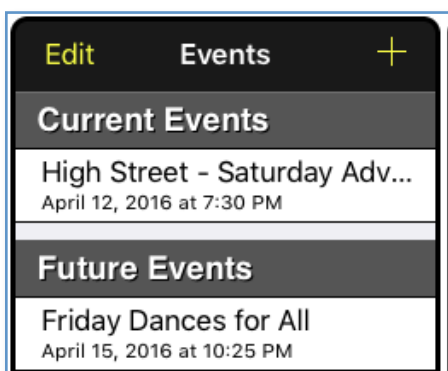 Edit Events +
Current Events
High Street - Saturday Adv...
April 12, 2016 at 7:30 PM
Future Events
Friday Dances for All
April 15, 2016 at 10:25 PM